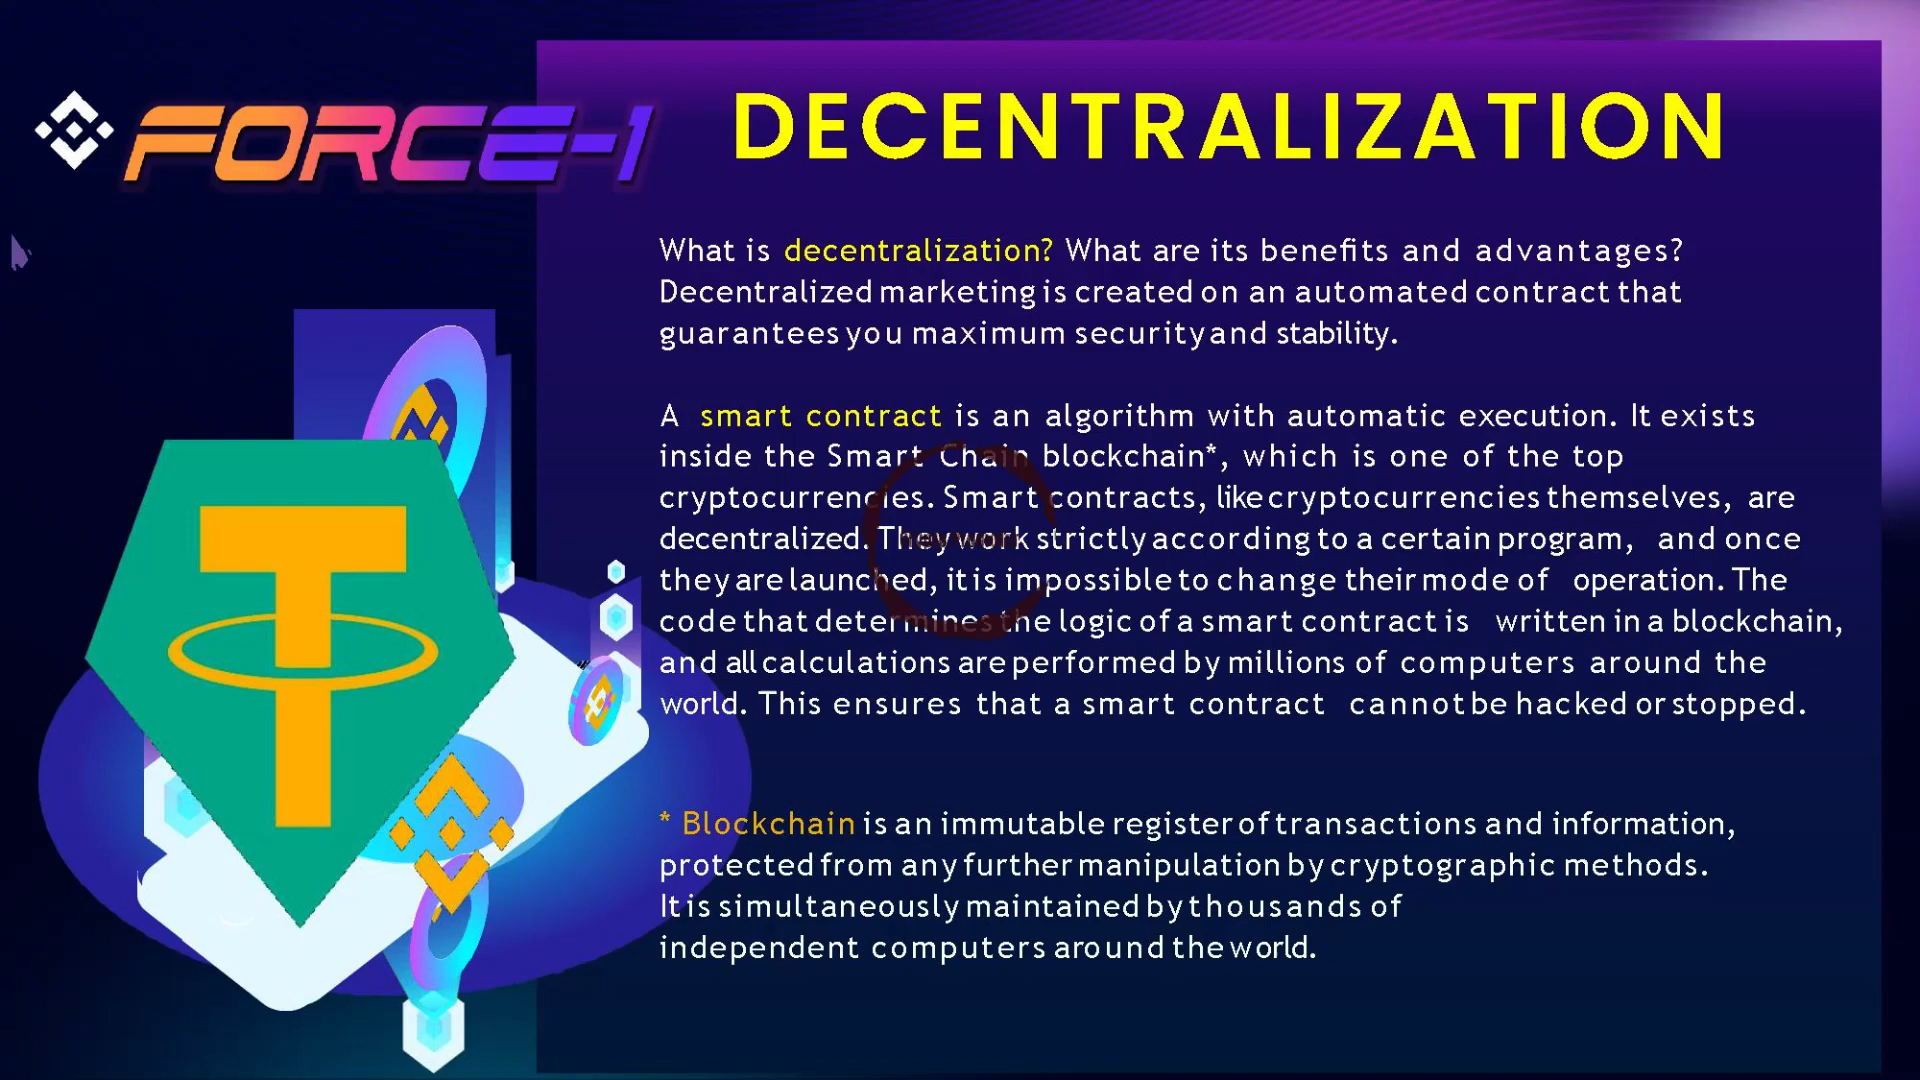 FORCE-1
DECENTRALIZATION
What is decentralization? What are its benefits and advantages?
Decentralized marketing is created on an automated contract that
guarantees you maximum security and stability.
A smart contract is an algorithm with automatic execution. It exists
inside the Smart Chain blockchain*, which is one of the top
cryptocurrencies. Smart contracts, like cryptocurrencies themselves, are
decentralized. They work strictly according to a certain program, and once
they are launched, it is impossible to change their mode of operation. The
code that determines the logic of a smart contract is written in a blockchain,
and all calculations are performed by millions of computers around the
world. This ensures that a smart contract cannot be hacked or stopped.
* Blockchain is an immutable register of transactions and information,
protected from any further manipulation by cryptographic methods.
It is simultaneously maintained by thousands of
independent computers around the world.